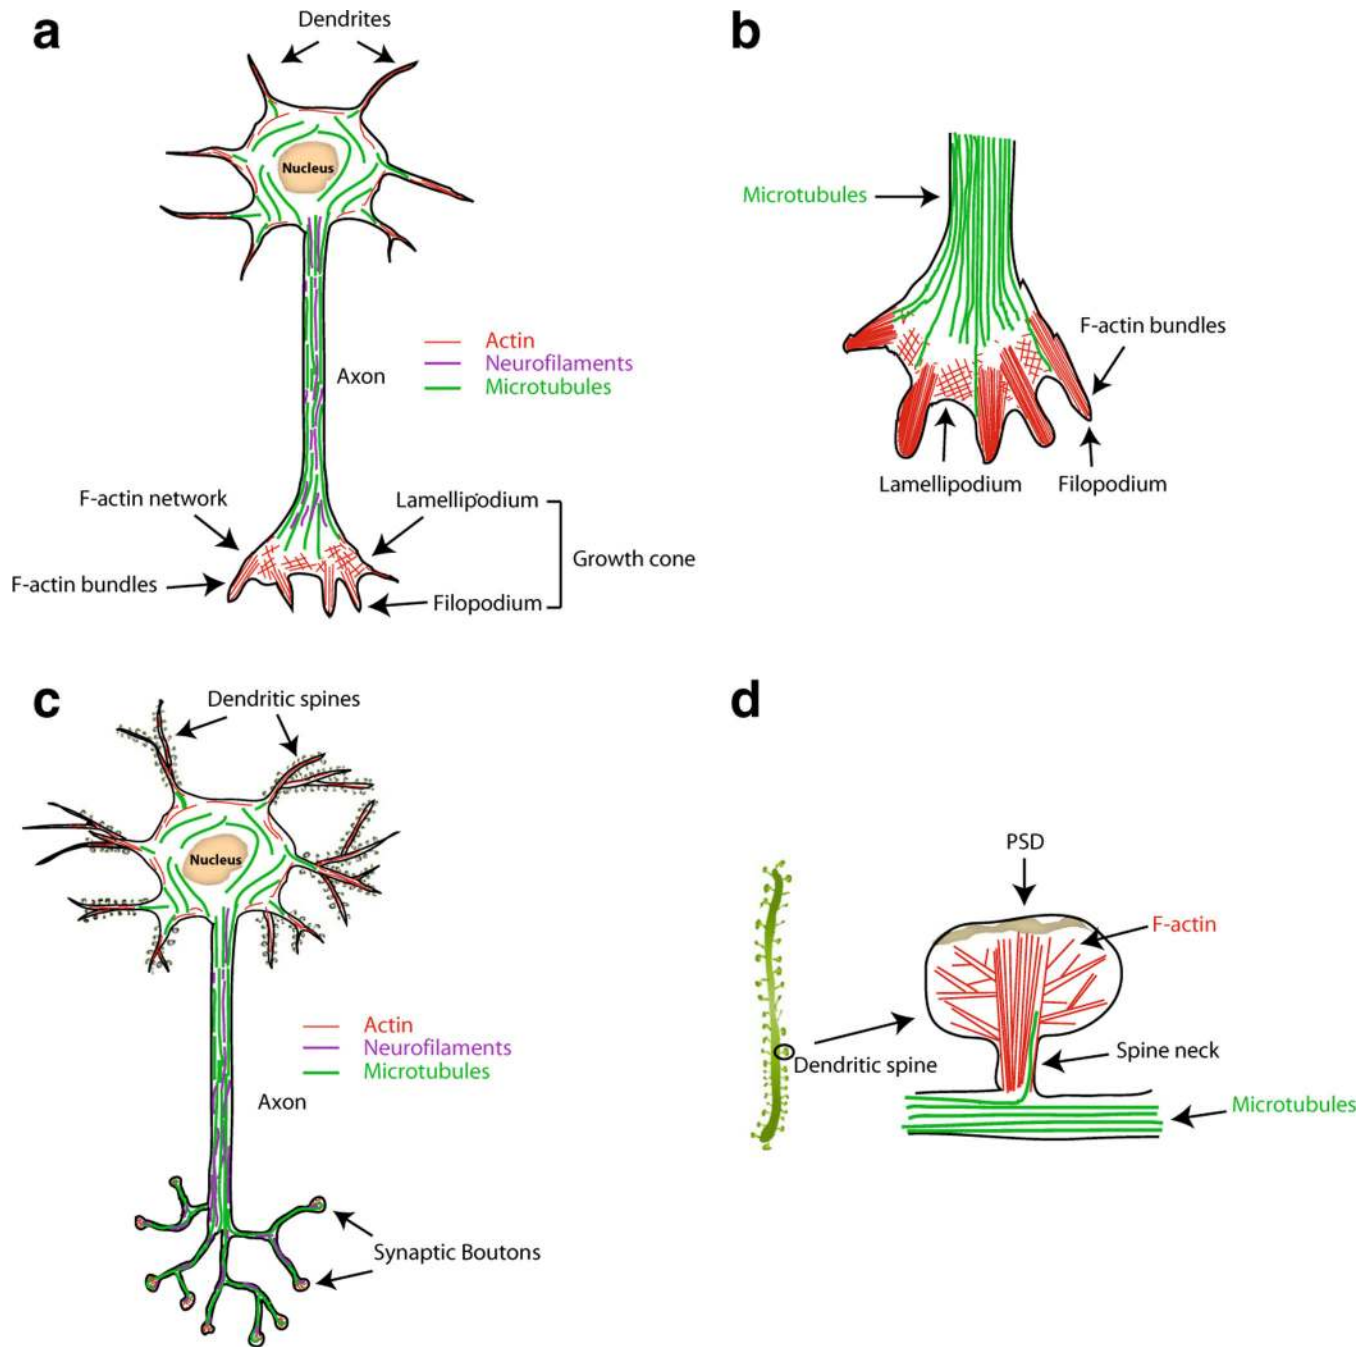 a
Dendrites
Nucleus
Actin
Neurofilaments
Microtubules
Axon
F-actin network
Lamellipodium
Growth cone
F-actin bundles
Filopodium
b
Microtubules
F-actin bundles
Lamellipodium
Filopodium
c
Dendritic spines
Nucleus
Actin
Neurofilaments
Microtubules
Axon
Synaptic Boutons
d
PSD
F-actin
Spine neck
Dendritic spine
Microtubules